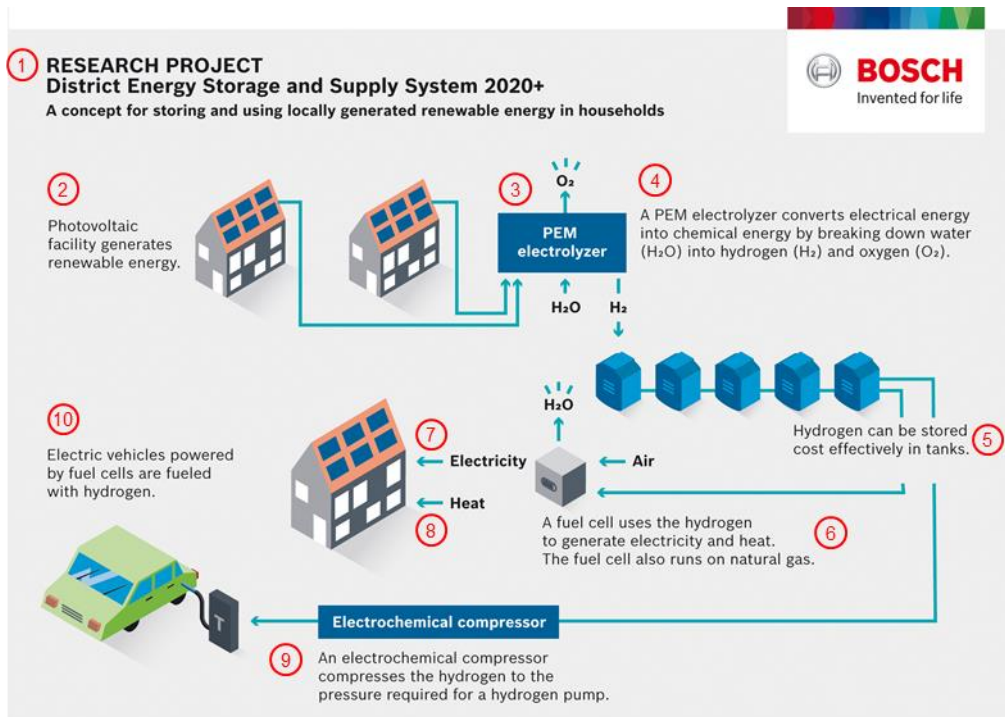 1 RESEARCH PROJECT
District Energy Storage and Supply System 2020+
A concept for storing and using locally generated renewable energy in households
BOSCH
Invented for life
2
Photovoltaic
facility generates
renewable energy.
3
O₂
PEM
electrolyzer
H₂O
H₂
4
A PEM electrolyzer converts electrical energy
into chemical energy by breaking down water
(H₂O) into hydrogen (H₂) and oxygen (O₂).
Hydrogen can be stored
cost effectively in tanks.
5
H₂O
Air
6
A fuel cell uses the hydrogen
to generate electricity and heat.
The fuel cell also runs on natural gas.
7
Electricity
Heat
8
10
Electric vehicles powered
by fuel cells are fueled
with hydrogen.
T
Electrochemical compressor
9
An electrochemical compressor
compresses the hydrogen to the
pressure required for a hydrogen pump.